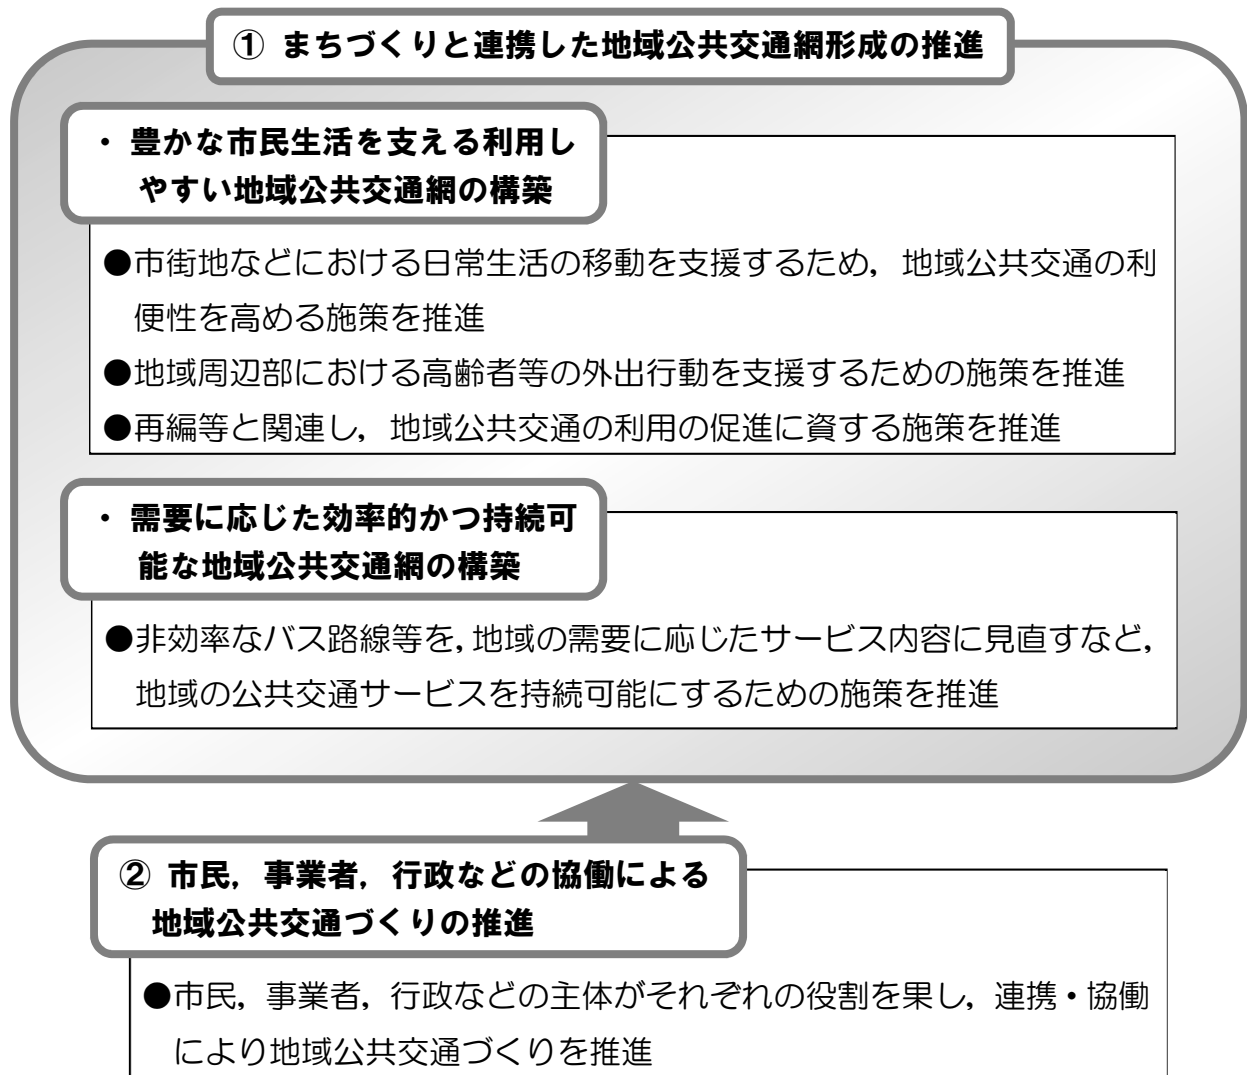 ① まちづくりと連携した地域公共交通網形成の推進
・ 豊かな市民生活を支える利用し
やすい地域公共交通網の構築
●市街地などにおける日常生活の移動を支援するため，地域公共交通の利
便性を高める施策を推進
●地域周辺部における高齢者等の外出行動を支援するための施策を推進
●再編等と関連し，地域公共交通の利用の促進に資する施策を推進
・ 需要に応じた効率的かつ持続可
能な地域公共交通網の構築
●非効率なバス路線等を，地域の需要に応じたサービス内容に見直すなど，
地域の公共交通サービスを持続可能にするための施策を推進
② 市民，事業者，行政などの協働による
地域公共交通づくりの推進
●市民，事業者，行政などの主体がそれぞれの役割を果し，連携・協働
により地域公共交通づくりを推進